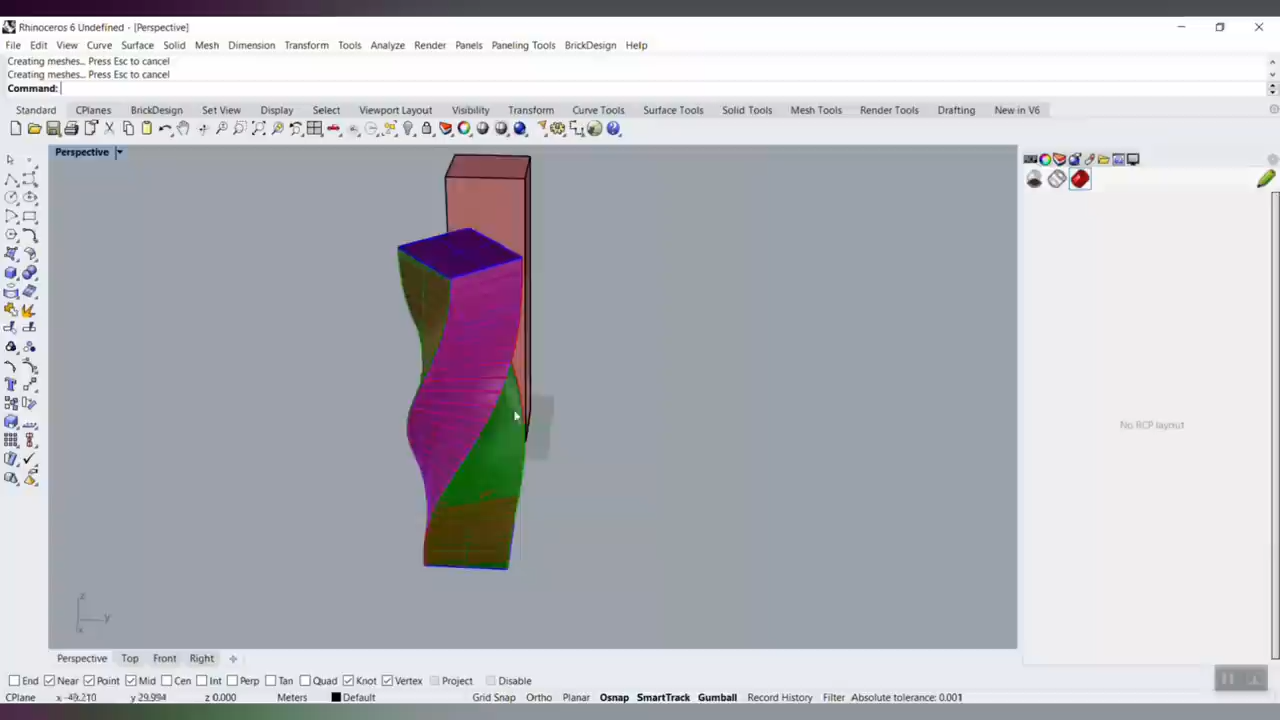 Rhinoceros 6 Undefined - [Perspective]
File Edit View Curve Surface Solid Mesh Dimension Transform Tools Analyze Render Panels Paneling Tools BrickDesign Help
Creating meshes... Press Esc to cancel
Creating meshes... Press Esc to cancel
Command:
Standard CPlanes BrickDesign Set View Display Select Viewport Layout Visibility Transform Curve Tools Surface Tools Solid Tools Mesh Tools Render Tools Drafting New in V6
Perspective
No RCP layout
z
y
x
Perspective Top Front Right
End Near Point Mid Cen Int Perp Tan Quad Knot Vertex Project Disable
CPlane x -49.210 y 29.994 z 0.000 Meters Default Grid Snap Ortho Planar Osnap SmartTrack Gumball Record History Filter Absolute tolerance: 0.001